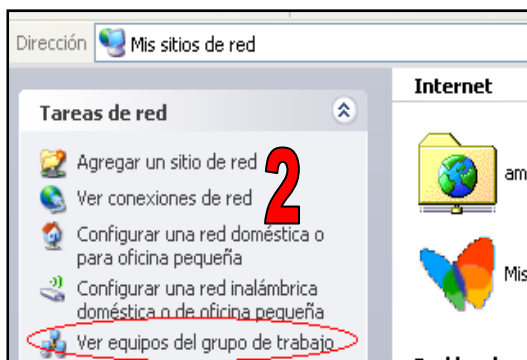 Dirección Mis sitios de red
Tareas de red
Agregar un sitio de red
Ver conexiones de red
2
Configurar una red doméstica o
para oficina pequeña
Configurar una red inalámbrica
doméstica o de oficina pequeña
Ver equipos del grupo de trabajo
Internet
am
Mis